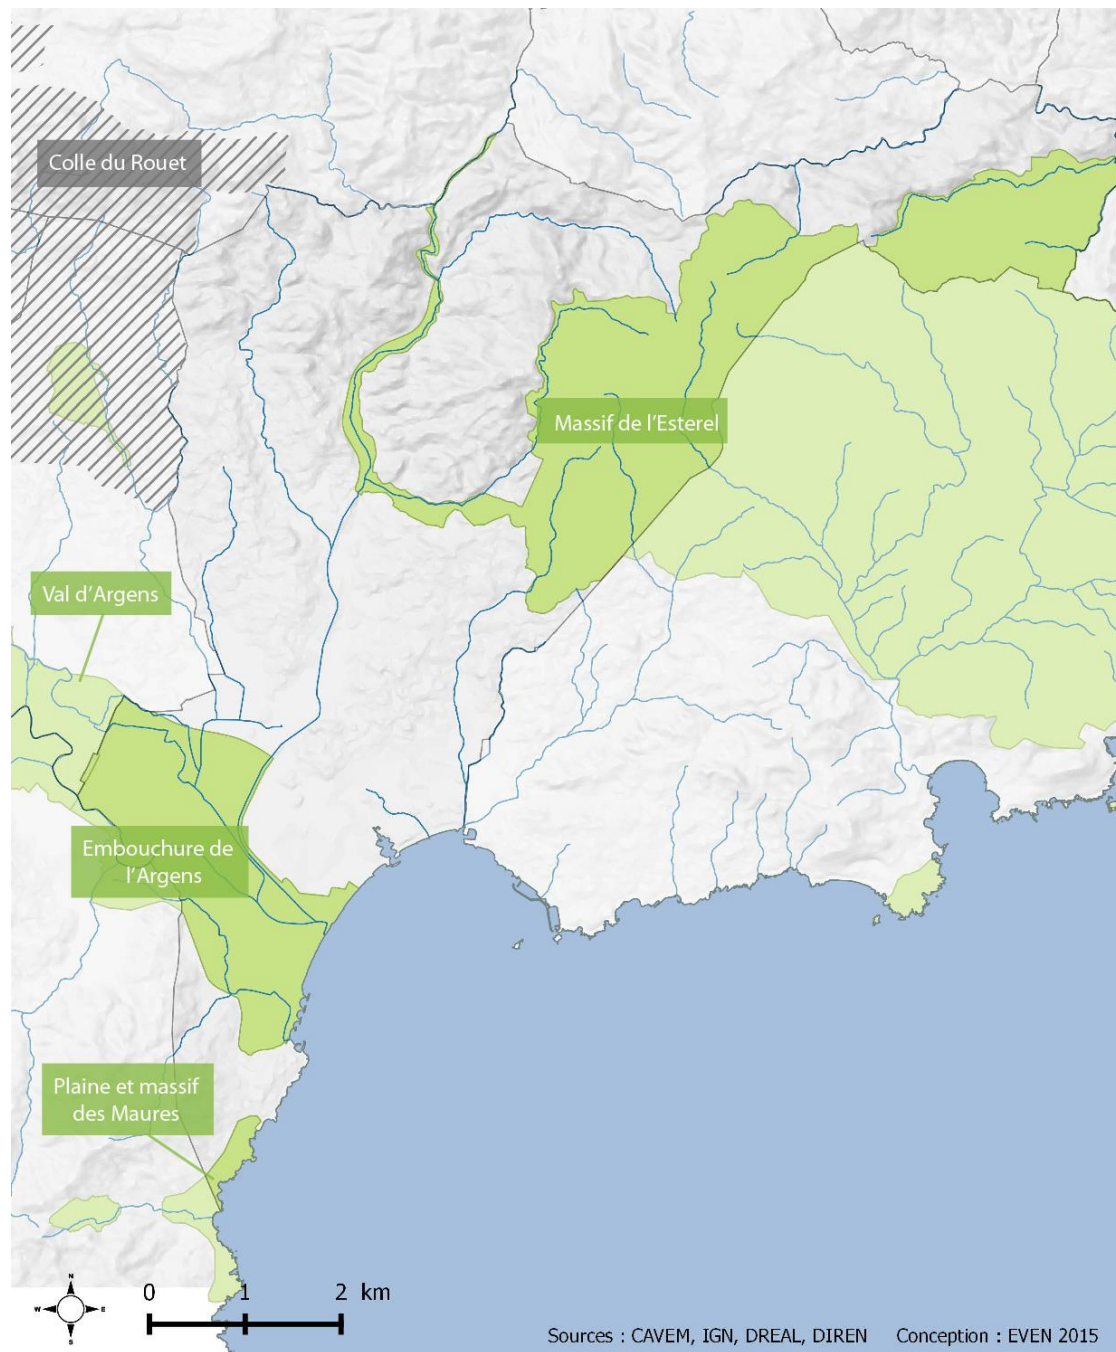 Colle du Rouet
Massif de l'Esterel
Val d'Argens
Embouchure de
l'Argens
Plaine et massif
des Maures
N
W E
S
0 1 2 km
Sources : CAVEM, IGN, DREAL, DIREN Conception : EVEN 2015